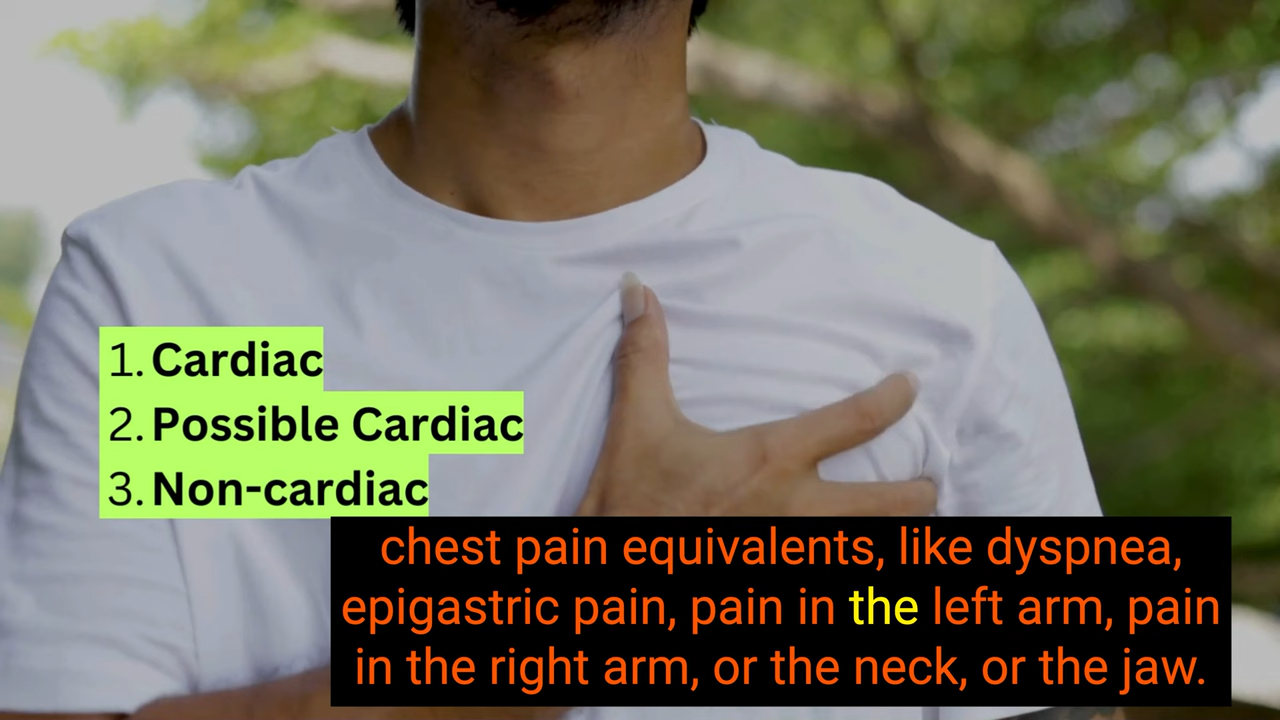 1. Cardiac
2. Possible Cardiac
3. Non-cardiac
chest pain equivalents, like dyspnea,
epigastric pain, pain in the left arm, pain
in the right arm, or the neck, or the jaw.